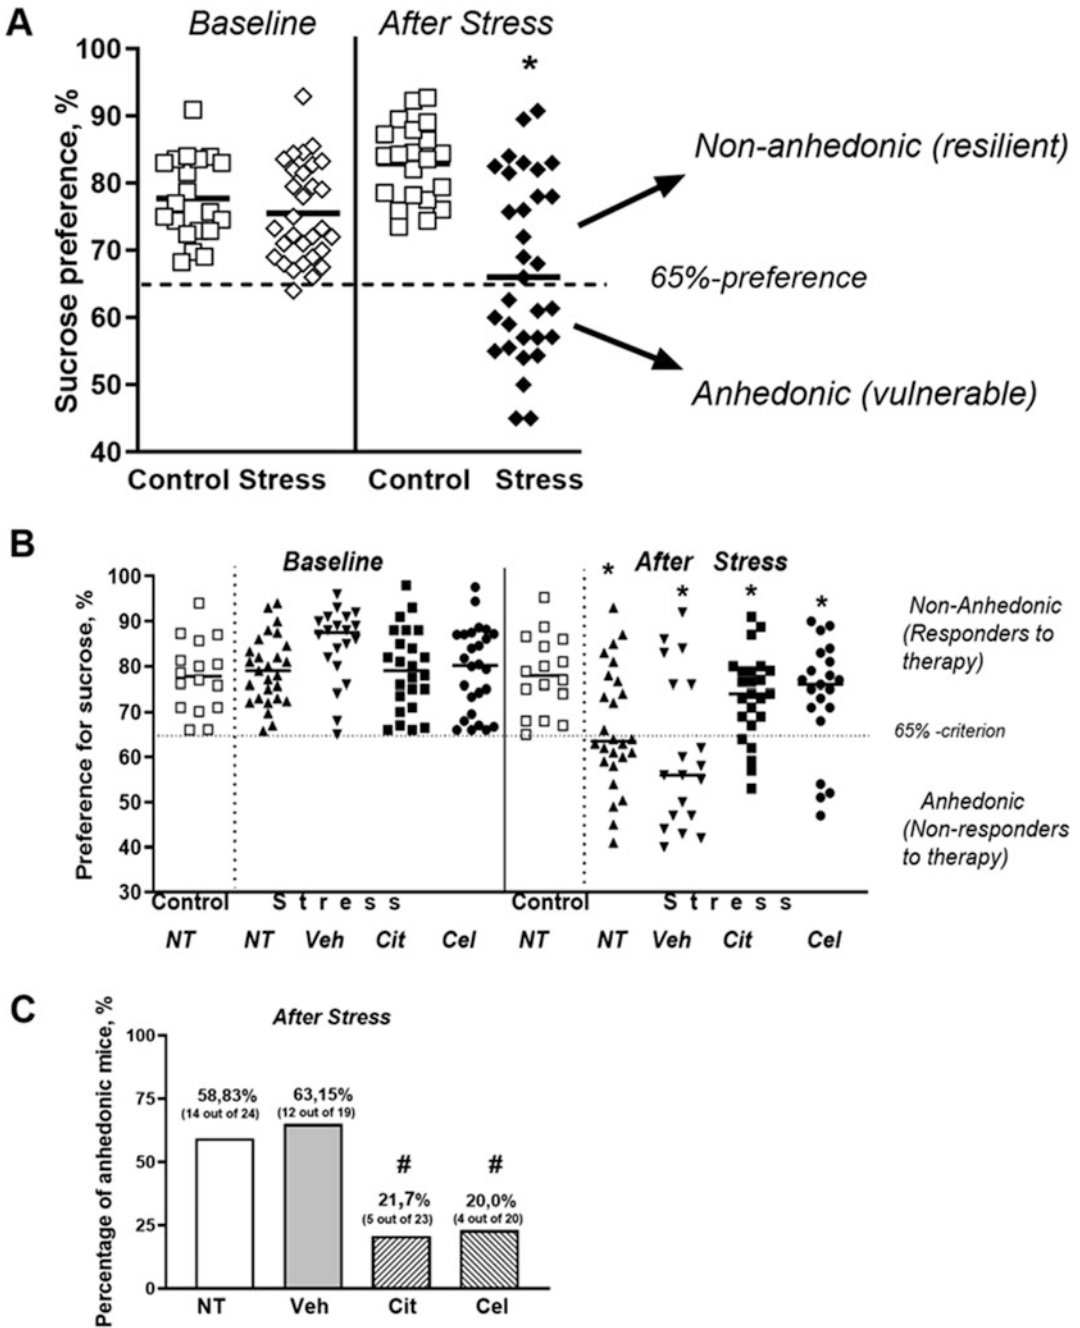 A
Baseline
After Stress
Sucrose preference, %
100
90
80
70
60
50
40
*
Non-anhedonic (resilient)
65%-preference
Anhedonic (vulnerable)
Control Stress
Control Stress
B
Baseline
After Stress
Preference for sucrose, %
100
90
80
70
60
50
40
30
* * * *
Non-Anhedonic
(Responders to
therapy)
65% -criterion
Anhedonic
(Non-responders
to therapy)
Control S t r e s s
Control S t r e s s
NT NT Veh Cit Cel
NT NT Veh Cit Cel
C
After Stress
Percentage of anhedonic mice, %
100
75
50
25
0
58,83%
(14 out of 24)
63,15%
(12 out of 19)
#
21,7%
(5 out of 23)
#
20,0%
(4 out of 20)
NT Veh Cit Cel